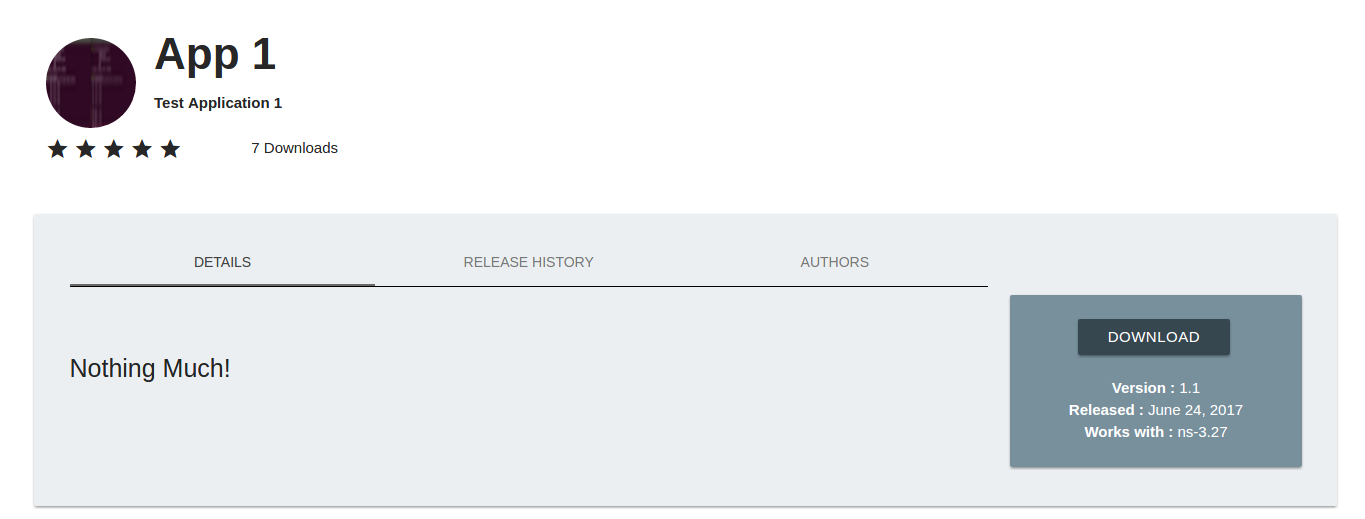 App 1
Test Application 1
7 Downloads
DETAILS
RELEASE HISTORY
AUTHORS
Nothing Much!
DOWNLOAD
Version : 1.1
Released : June 24, 2017
Works with : ns-3.27